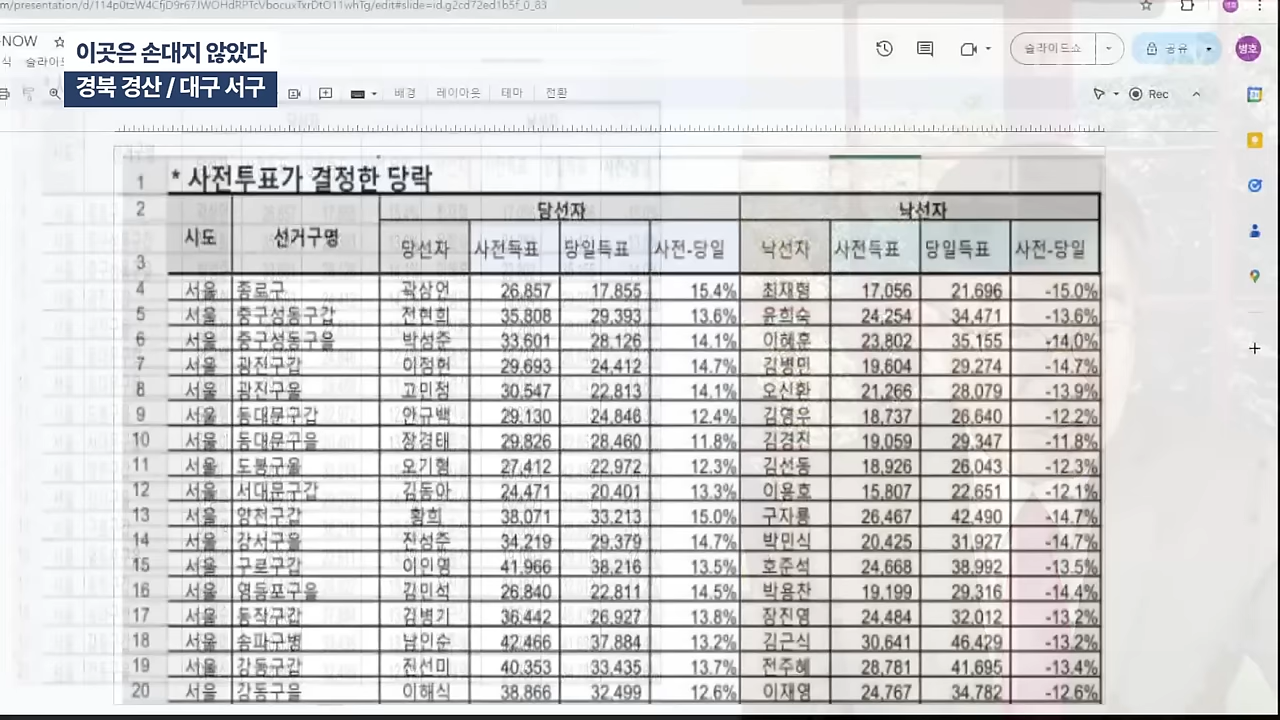 m/presentation/d/114p0tzW4CfjD9r67JWOHdRPTcVbocuxTxrDtO11whTg/edit#slide=id.g2cd72ed1b5f_0_83
-NOW
이곳은 손대지 않았다
경북 경산 / 대구 서구
슬라이드쇼
공유
병호
배경 레이아웃 테마 전환
Rec
1 * 사전투표가 결정한 당락
2 시도 선거구명 당선자 낙선자
3 당선자 사전득표 당일득표 사전-당일 낙선자 사전득표 당일득표 사전-당일
4 서울 종로구 곽상언 26,857 17,855 15.4% 최재형 17,056 21,696 -15.0%
5 서울 중구성동구갑 전현희 35,808 29,393 13.6% 윤희숙 24,254 34,471 -13.6%
6 서울 중구성동구을 박성준 33,601 28,126 14.1% 이혜훈 23,802 35,155 -14.0%
7 서울 광진구갑 이정헌 29,693 24,412 14.7% 김병민 19,604 29,274 -14.7%
8 서울 광진구을 고민정 30,547 22,813 14.1% 오신환 21,266 28,079 -13.9%
9 서울 동대문구갑 안규백 29,130 24,846 12.4% 김영우 18,737 26,640 -12.2%
10 서울 동대문구을 장경태 29,826 28,460 11.8% 김경진 19,059 29,347 -11.8%
11 서울 도봉구을 오기형 27,412 22,972 12.3% 김선동 18,926 26,043 -12.3%
12 서울 서대문구갑 김동아 24,471 20,401 13.3% 이용호 15,807 22,651 -12.1%
13 서울 양천구갑 황희 38,071 33,213 15.0% 구자룡 26,467 42,490 -14.7%
14 서울 강서구을 진성준 34,219 29,379 14.7% 박민식 20,425 31,927 -14.7%
15 서울 구로구갑 이인영 41,966 38,216 13.5% 호준석 24,668 38,992 -13.5%
16 서울 영등포구을 김민석 26,840 22,811 14.5% 박용찬 19,199 29,316 -14.4%
17 서울 동작구갑 김병기 36,442 26,927 13.8% 장진영 24,484 32,012 -13.2%
18 서울 송파구병 남인순 42,466 37,884 13.2% 김근식 30,641 46,429 -13.2%
19 서울 강동구갑 진선미 40,353 33,435 13.7% 전주혜 28,781 41,695 -13.4%
20 서울 강동구을 이해식 38,866 32,499 12.6% 이재영 24,767 34,782 -12.6%